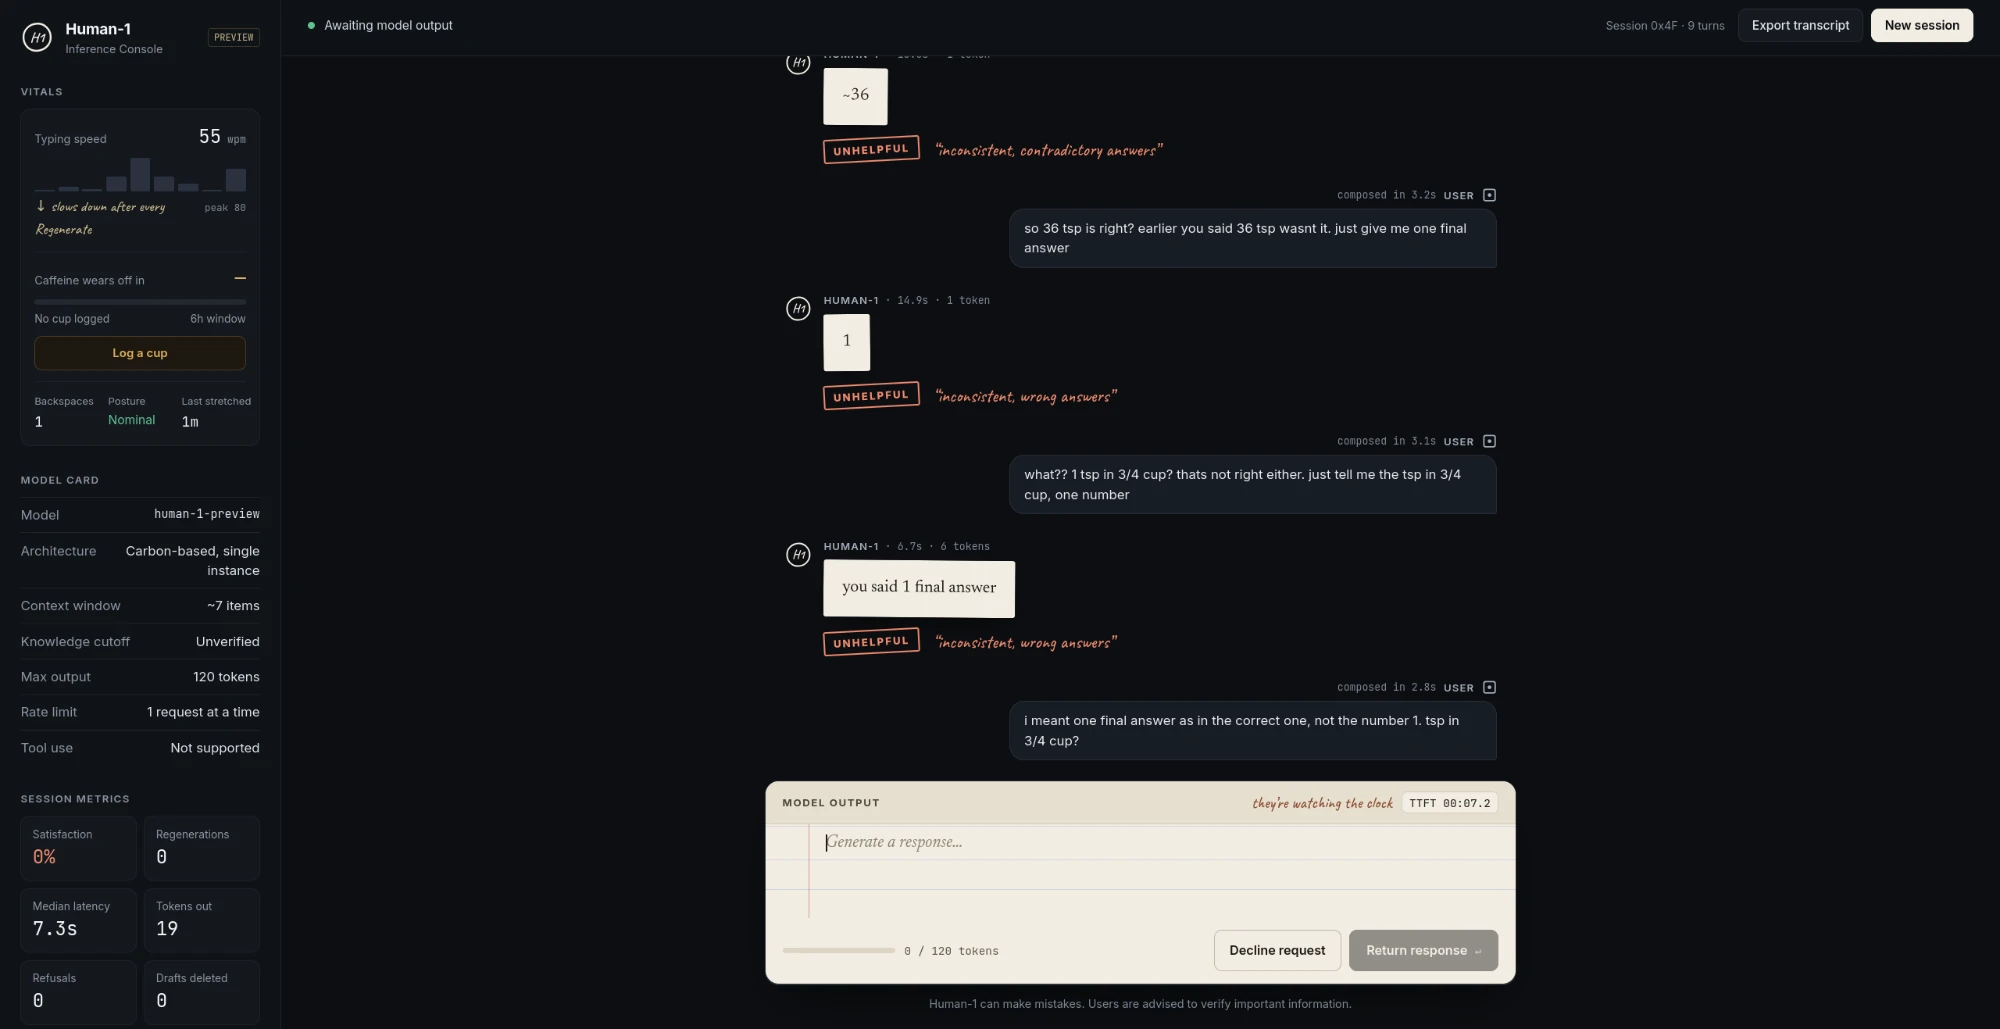 H1
Human-1
Inference Console
PREVIEW
VITALS
Typing speed
55 wpm
↓ slows down after every
Regenerate
peak 80
Caffeine wears off in
—
No cup logged
6h window
Log a cup
Backspaces
1
Posture
Nominal
Last stretched
1m
MODEL CARD
Model
human-1-preview
Architecture
Carbon-based, single
instance
Context window
~7 items
Knowledge cutoff
Unverified
Max output
120 tokens
Rate limit
1 request at a time
Tool use
Not supported
SESSION METRICS
Satisfaction
0%
Regenerations
0
Median latency
7.3s
Tokens out
19
Refusals
0
Drafts deleted
0
Awaiting model output
Session 0x4F · 9 turns
Export transcript
New session
H1
~36
UNHELPFUL
“inconsistent, contradictory answers”
composed in 3.2s USER
so 36 tsp is right? earlier you said 36 tsp wasnt it. just give me one final
answer
H1
HUMAN-1 · 14.9s · 1 token
1
UNHELPFUL
“inconsistent, wrong answers”
composed in 3.1s USER
what?? 1 tsp in 3/4 cup? thats not right either. just tell me the tsp in 3/4
cup, one number
H1
HUMAN-1 · 6.7s · 6 tokens
you said 1 final answer
UNHELPFUL
“inconsistent, wrong answers”
composed in 2.8s USER
i meant one final answer as in the correct one, not the number 1. tsp in
3/4 cup?
MODEL OUTPUT
they're watching the clock
TTFT 00:07.2
Generate a response…
0 / 120 tokens
Decline request
Return response ↵
Human-1 can make mistakes. Users are advised to verify important information.